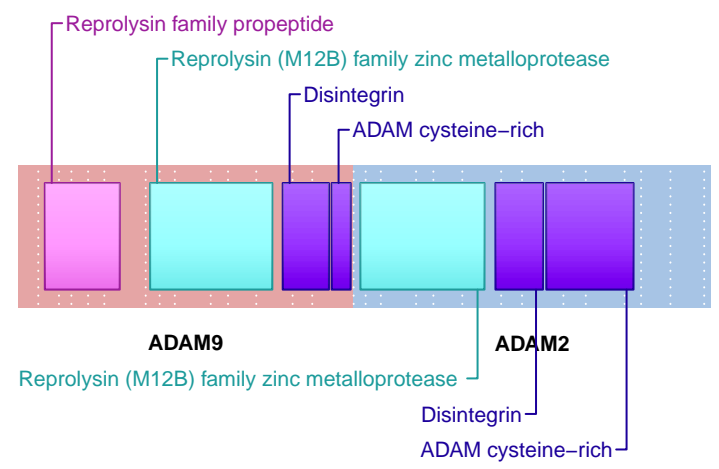 Reprolysin family propeptide
Reprolysin (M12B) family zinc metalloprotease
Disintegrin
ADAM cysteine−rich
ADAM9
ADAM2
Reprolysin (M12B) family zinc metalloprotease
Disintegrin
ADAM cysteine−rich